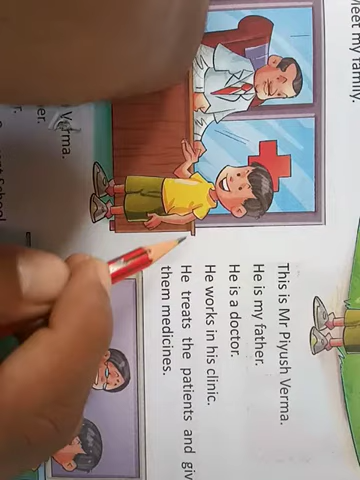 Meet my family
This is Mr Piyush Verma.
He is my father.
He is a doctor.
He works in his clinic.
He treats the patients and giv
them medicines.
Verma.